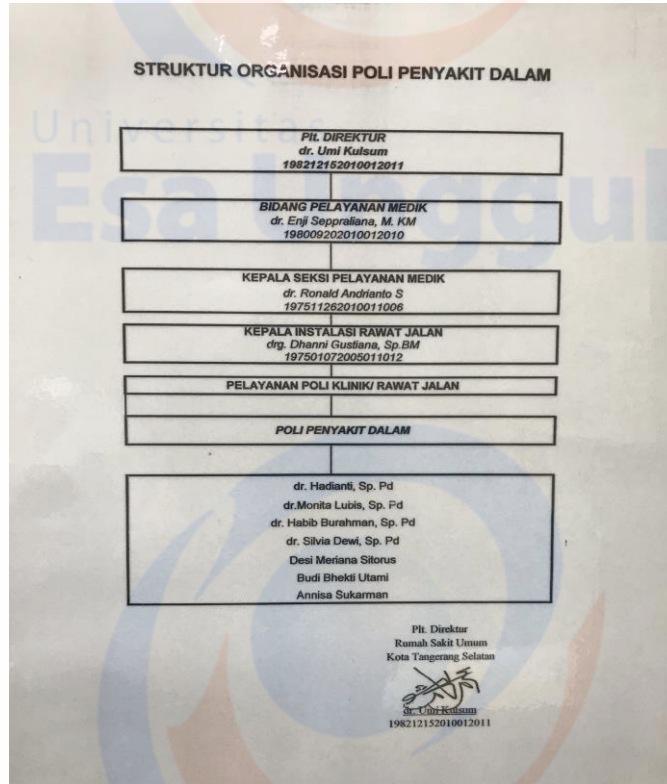 STRUKTUR ORGANISASI POLI PENYAKIT DALAM
Universitas
Esa Unggul
Plt. DIREKTUR
dr. Umi Kulsum
198212152010012011
BIDANG PELAYANAN MEDIK
dr. Enji Seppraliana, M. KM
198009202010012010
KEPALA SEKSI PELAYANAN MEDIK
dr. Ronald Andrianto S
197511262010011006
KEPALA INSTALASI RAWAT JALAN
drg. Dhanni Gustiana, Sp.BM
197501072005011012
PELAYANAN POLI KLINIK/ RAWAT JALAN
POLI PENYAKIT DALAM
dr. Hadianti, Sp. Pd
dr.Monita Lubis, Sp. Pd
dr. Habib Burahman, Sp. Pd
dr. Silvia Dewi, Sp. Pd
Desi Meriana Sitorus
Budi Bhekti Utami
Annisa Sukarman
Plt. Direktur
Rumah Sakit Umum
Kota Tangerang Selatan
dr. Umi Kulsum
198212152010012011